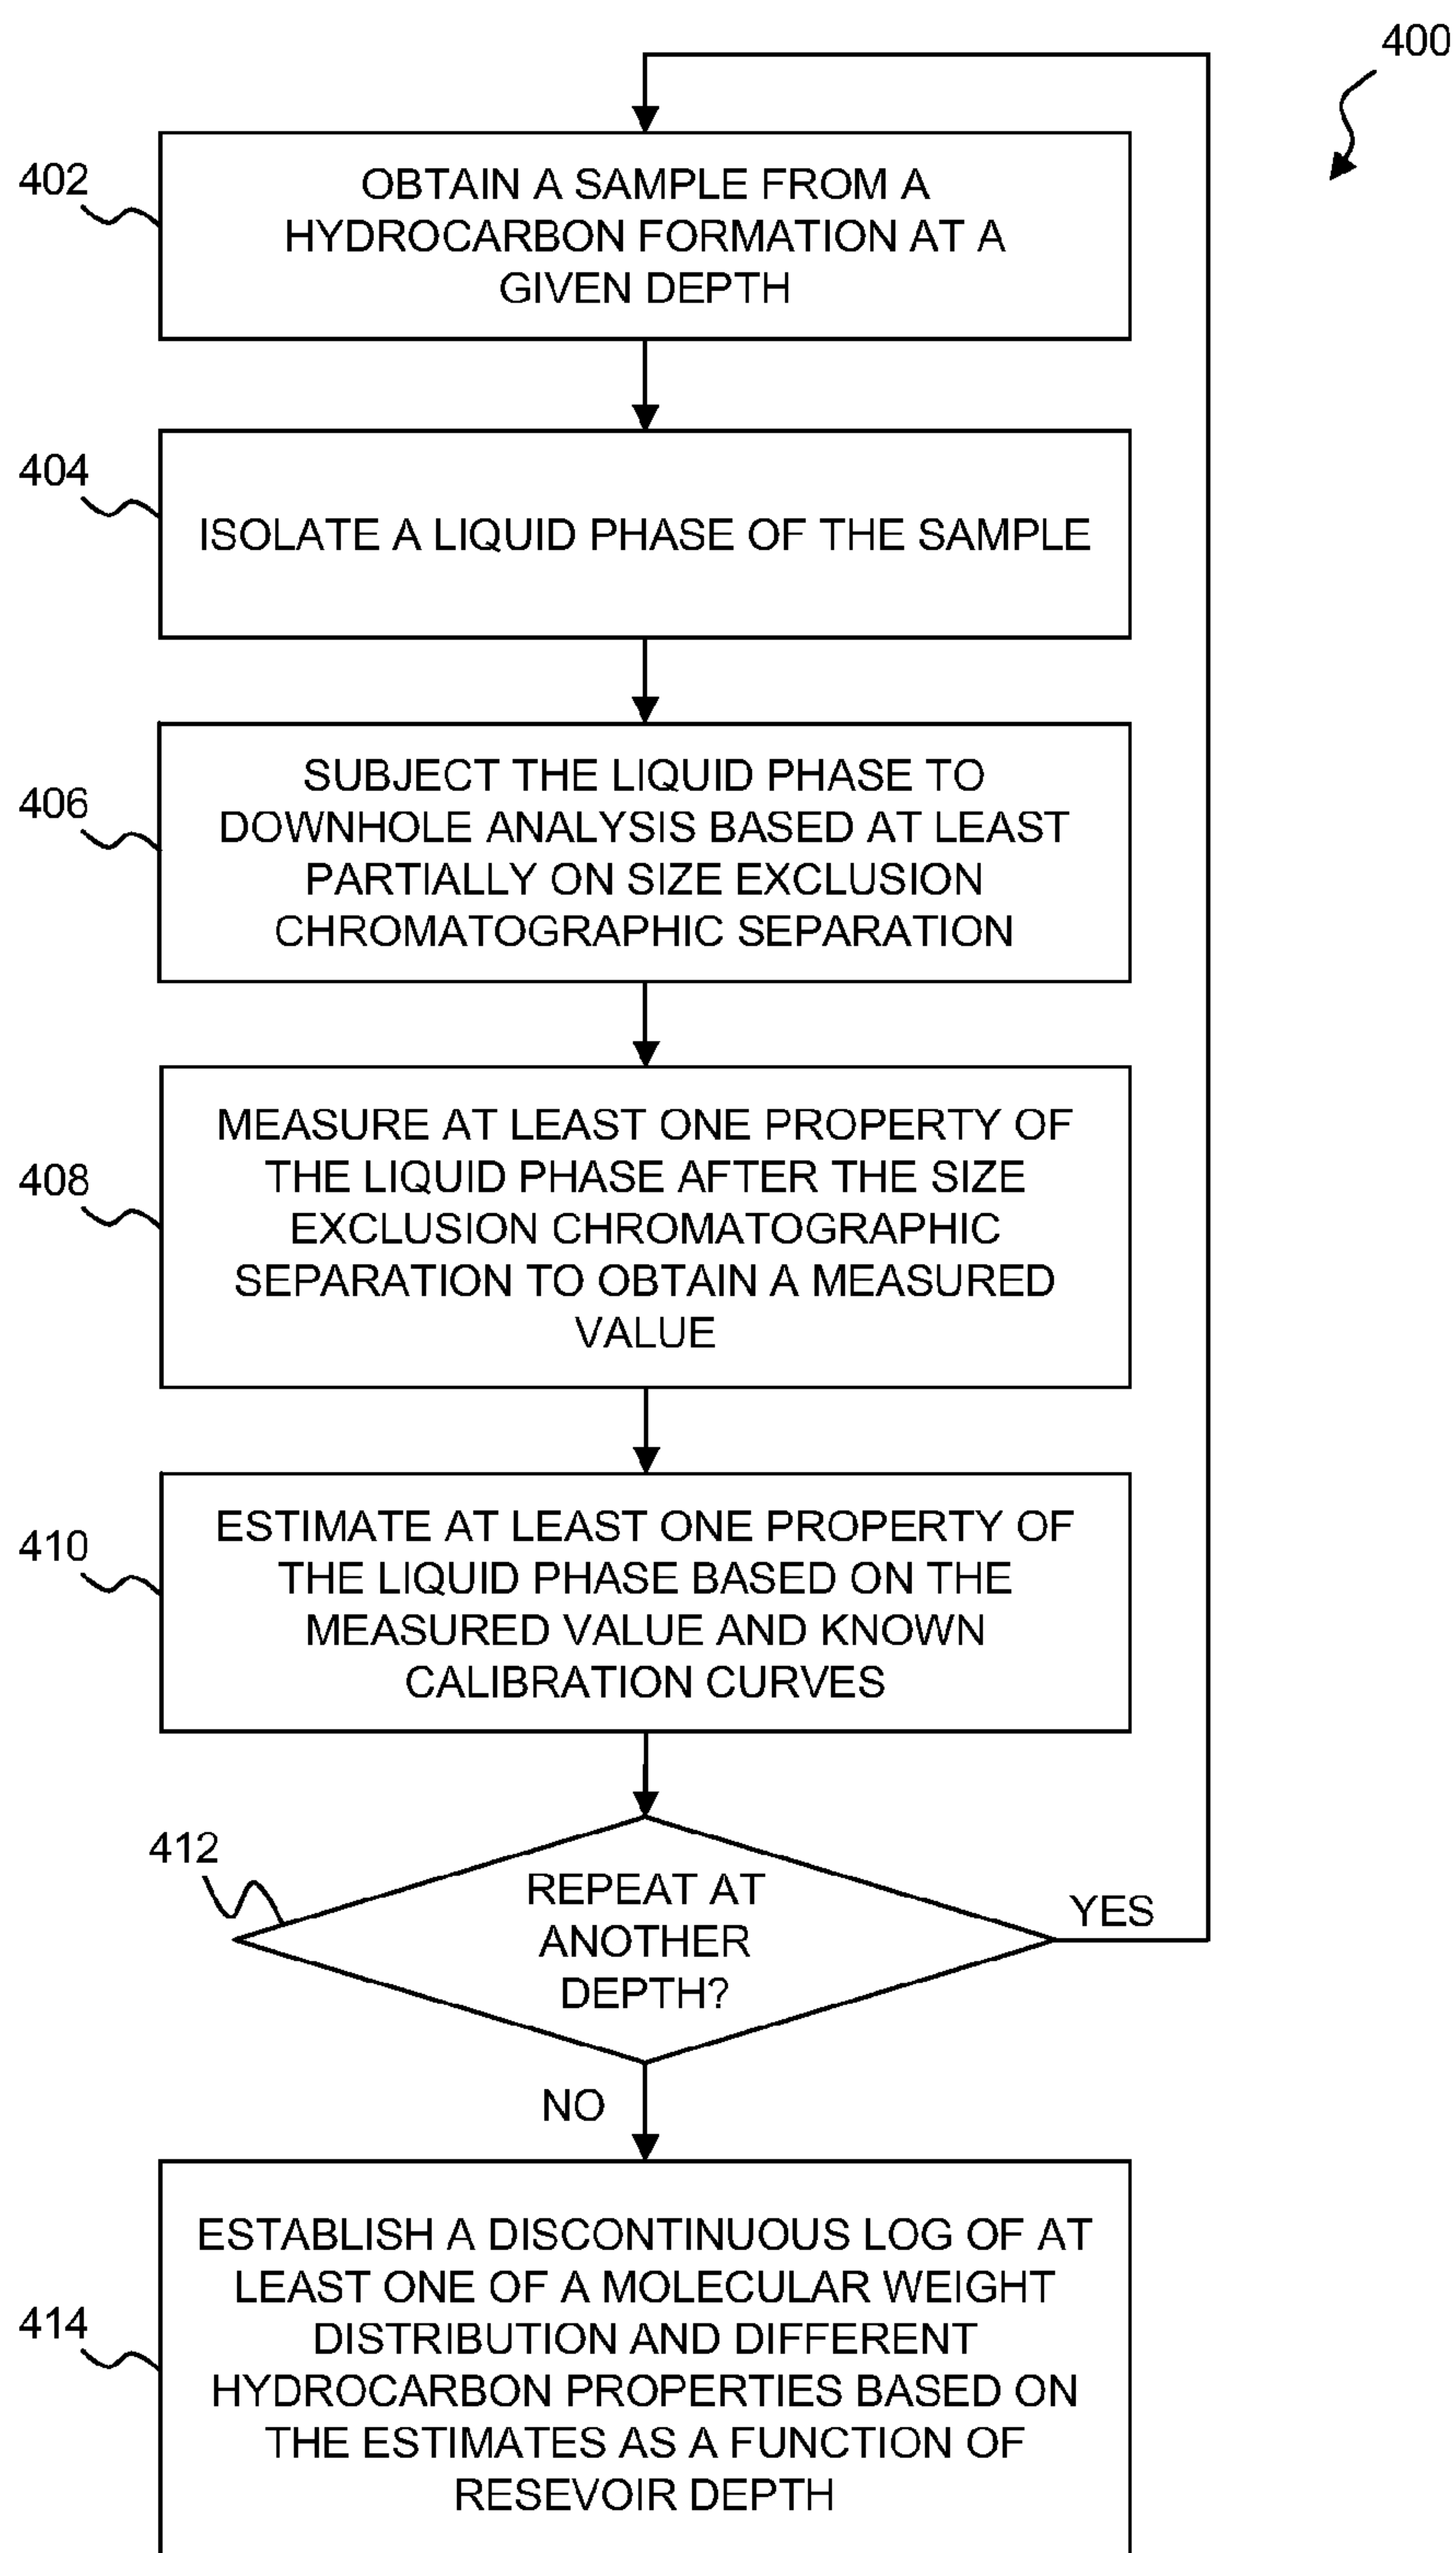 400
402
OBTAIN A SAMPLE FROM A
HYDROCARBON FORMATION AT A
GIVEN DEPTH
404
ISOLATE A LIQUID PHASE OF THE SAMPLE
406
SUBJECT THE LIQUID PHASE TO
DOWNHOLE ANALYSIS BASED AT LEAST
PARTIALLY ON SIZE EXCLUSION
CHROMATOGRAPHIC SEPARATION
408
MEASURE AT LEAST ONE PROPERTY OF
THE LIQUID PHASE AFTER THE SIZE
EXCLUSION CHROMATOGRAPHIC
SEPARATION TO OBTAIN A MEASURED
VALUE
410
ESTIMATE AT LEAST ONE PROPERTY OF
THE LIQUID PHASE BASED ON THE
MEASURED VALUE AND KNOWN
CALIBRATION CURVES
412
REPEAT AT
ANOTHER
DEPTH?
YES
NO
414
ESTABLISH A DISCONTINUOUS LOG OF AT
LEAST ONE OF A MOLECULAR WEIGHT
DISTRIBUTION AND DIFFERENT
HYDROCARBON PROPERTIES BASED ON
THE ESTIMATES AS A FUNCTION OF
RESEVOIR DEPTH